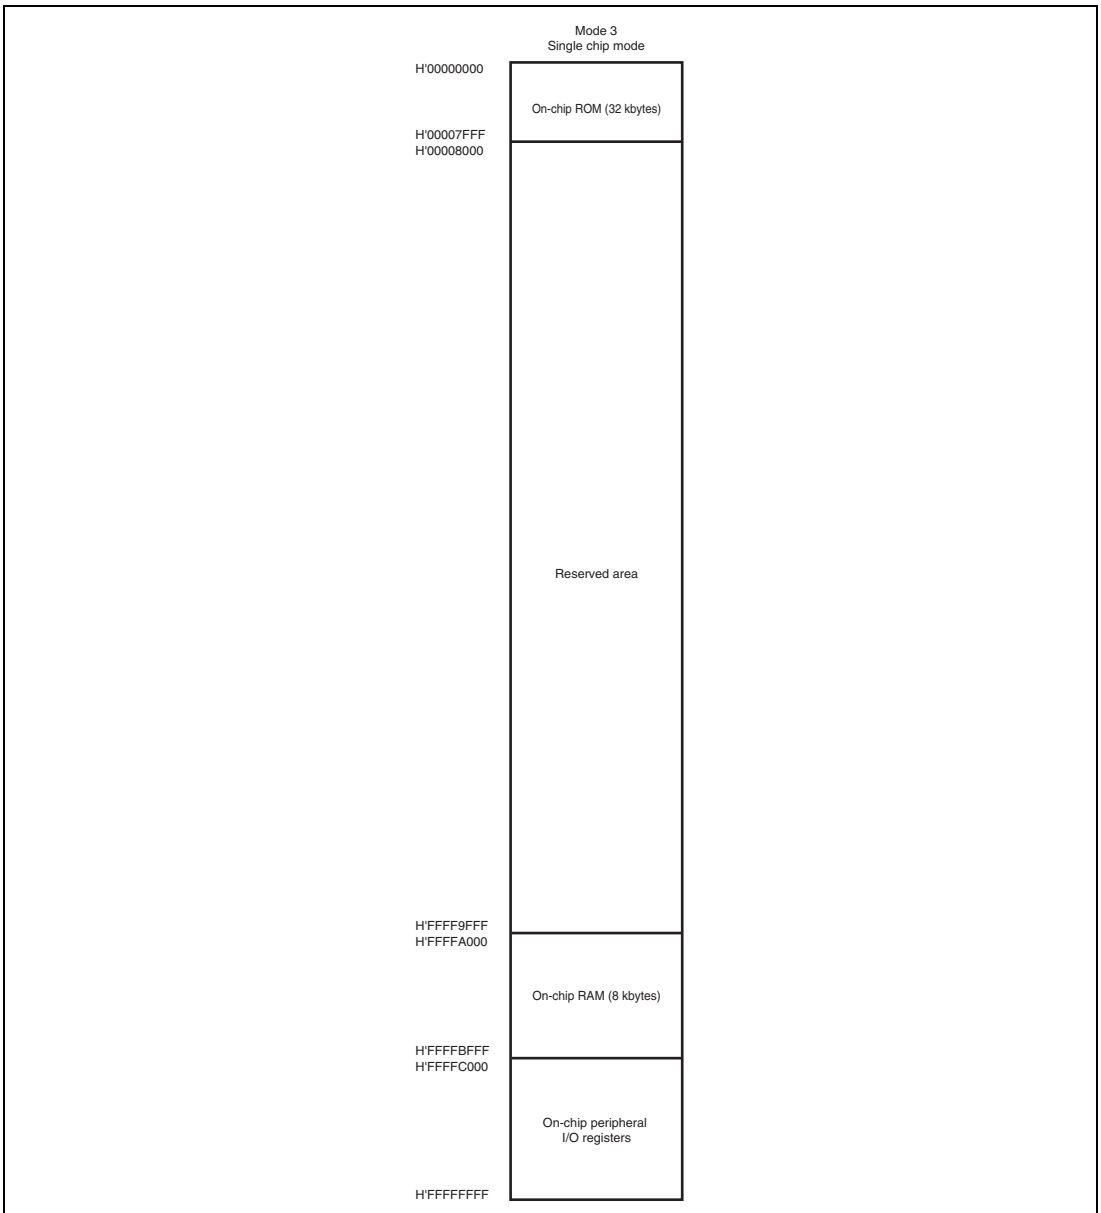 Mode 3
Single chip mode
H'00000000
On-chip ROM (32 kbytes)
H'00007FFF
H'00008000
Reserved area
H'FFFF9FFF
H'FFFFA000
On-chip RAM (8 kbytes)
H'FFFFBFFF
H'FFFFC000
On-chip peripheral
I/O registers
H'FFFFFFFF